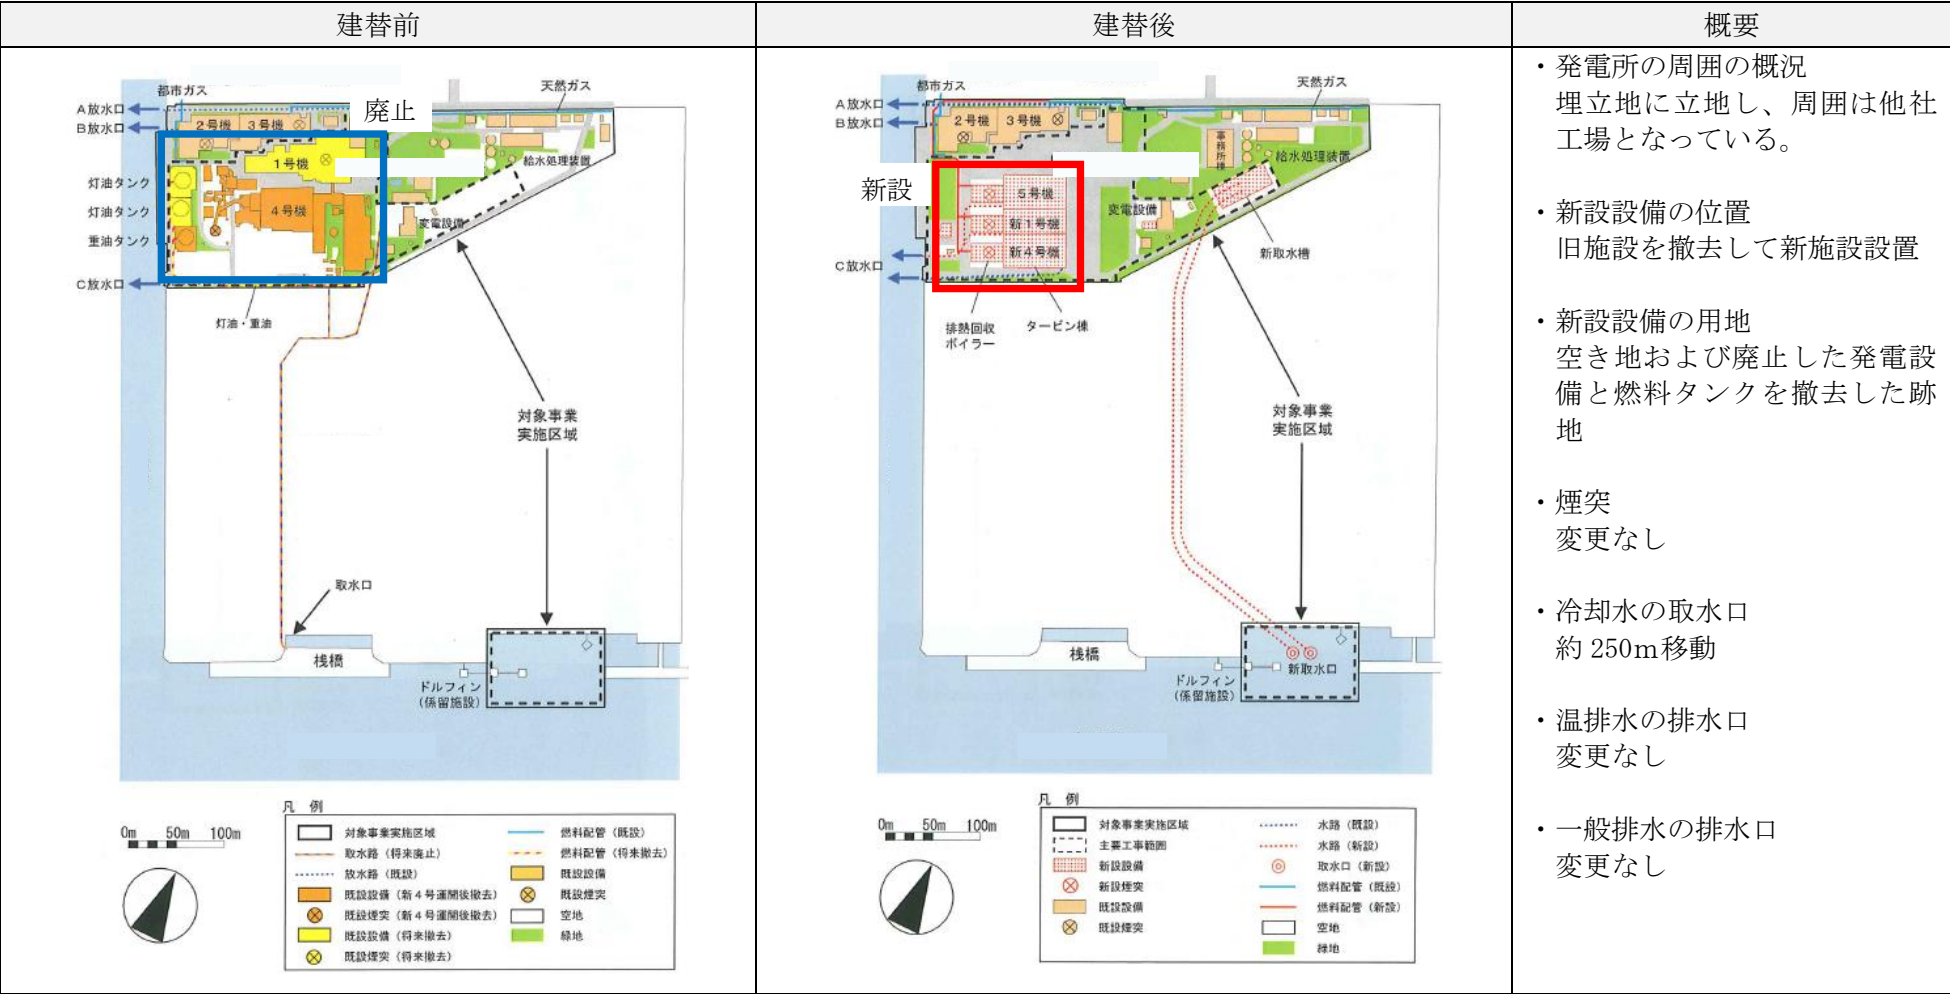 建替前
建替後
概要
都市ガス
天然ガス
A放水口
B放水口
廃止
2号機
3号機
1号機
給水処理装置
灯油タンク
灯油タンク
4号機
重油タンク
変電設備
C放水口
灯油・重油
対象事業
実施区域
取水口
桟橋
ドルフィン
(係留施設)
0m 50m 100m
凡 例
対象事業実施区域
取水路（将来廃止）
放水路（既設）
既設設備（新４号運開後撤去）
既設煙突（新４号運開後撤去）
既設設備（将来撤去）
既設煙突（将来撤去）
燃料配管（既設）
燃料配管（将来撤去）
既設設備
既設煙突
空地
緑地
都市ガス
天然ガス
A放水口
B放水口
2号機
3号機
事務所棟
給水処理装置
新設
5号機
新1号機
新4号機
変電設備
新取水槽
C放水口
排熱回収
ボイラー
タービン棟
対象事業
実施区域
桟橋
新取水口
ドルフィン
(係留施設)
0m 50m 100m
凡 例
対象事業実施区域
主要工事範囲
新設設備
新設煙突
既設設備
既設煙突
水路（既設）
水路（新設）
取水口（新設）
燃料配管（既設）
燃料配管（新設）
空地
緑地
・発電所の周囲の概況
埋立地に立地し、周囲は他社
工場となっている。
・新設設備の位置
旧施設を撤去して新施設設置
・新設設備の用地
空き地および廃止した発電設
備と燃料タンクを撤去した跡
地
・煙突
変更なし
・冷却水の取水口
約 250m移動
・温排水の排水口
変更なし
・一般排水の排水口
変更なし